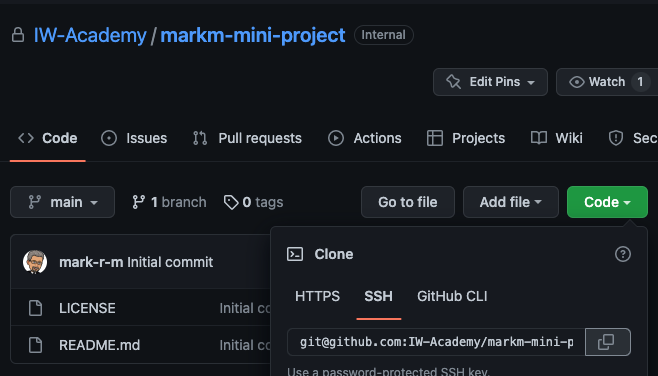 IW-Academy / markm-mini-project Internal
Edit Pins Watch 1
Code Issues Pull requests Actions Projects Wiki Sec
main 1 branch 0 tags Go to file Add file Code
mark-r-m Initial commit
Clone ?
HTTPS SSH GitHub CLI
LICENSE Initial co
README.md Initial co
git@github.com:IW-Academy/markm-mini-p
Use a password-protected SSH key.